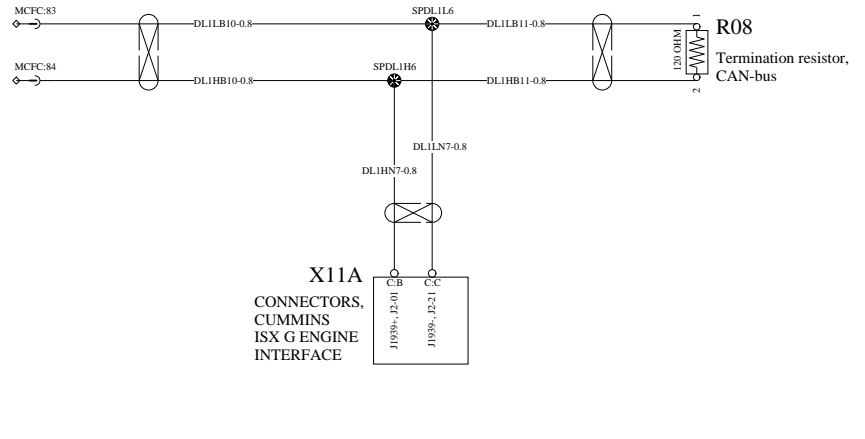 MCFC:83
DL1LB10-0.8
SPDL1L6
DL1LB11-0.8
1
R08
120 OHM
Termination resistor,
CAN-bus
2
MCFC:84
DL1HB10-0.8
SPDL1H6
DL1HB11-0.8
DL1LN7-0.8
DL1HN7-0.8
X11A
CONNECTORS,
CUMMINS
ISX G ENGINE
INTERFACE
C:B
C:C
J1939+, J2-01
J1939-, J2-21